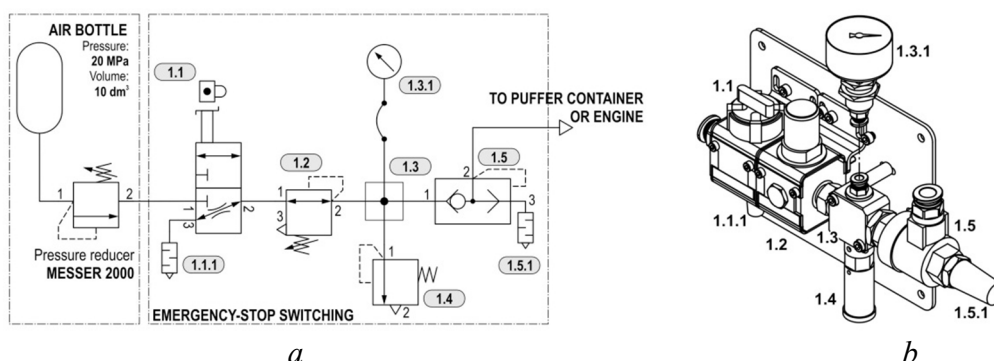 AIR BOTTLE
Pressure:
20 MPa
Volume:
10 dm³
1
2
Pressure reducer
MESSER 2000
1.1
1
3
2
1.1.1
1.2
1
2
3
1.3.1
1.3
1
2
1.4
TO PUFFER CONTAINER
OR ENGINE
1.5
2
1
3
1.5.1
EMERGENCY-STOP SWITCHING
a
1.3.1
1.1
1.1.1
1.2
1.3
1.4
1.5
1.5.1
b